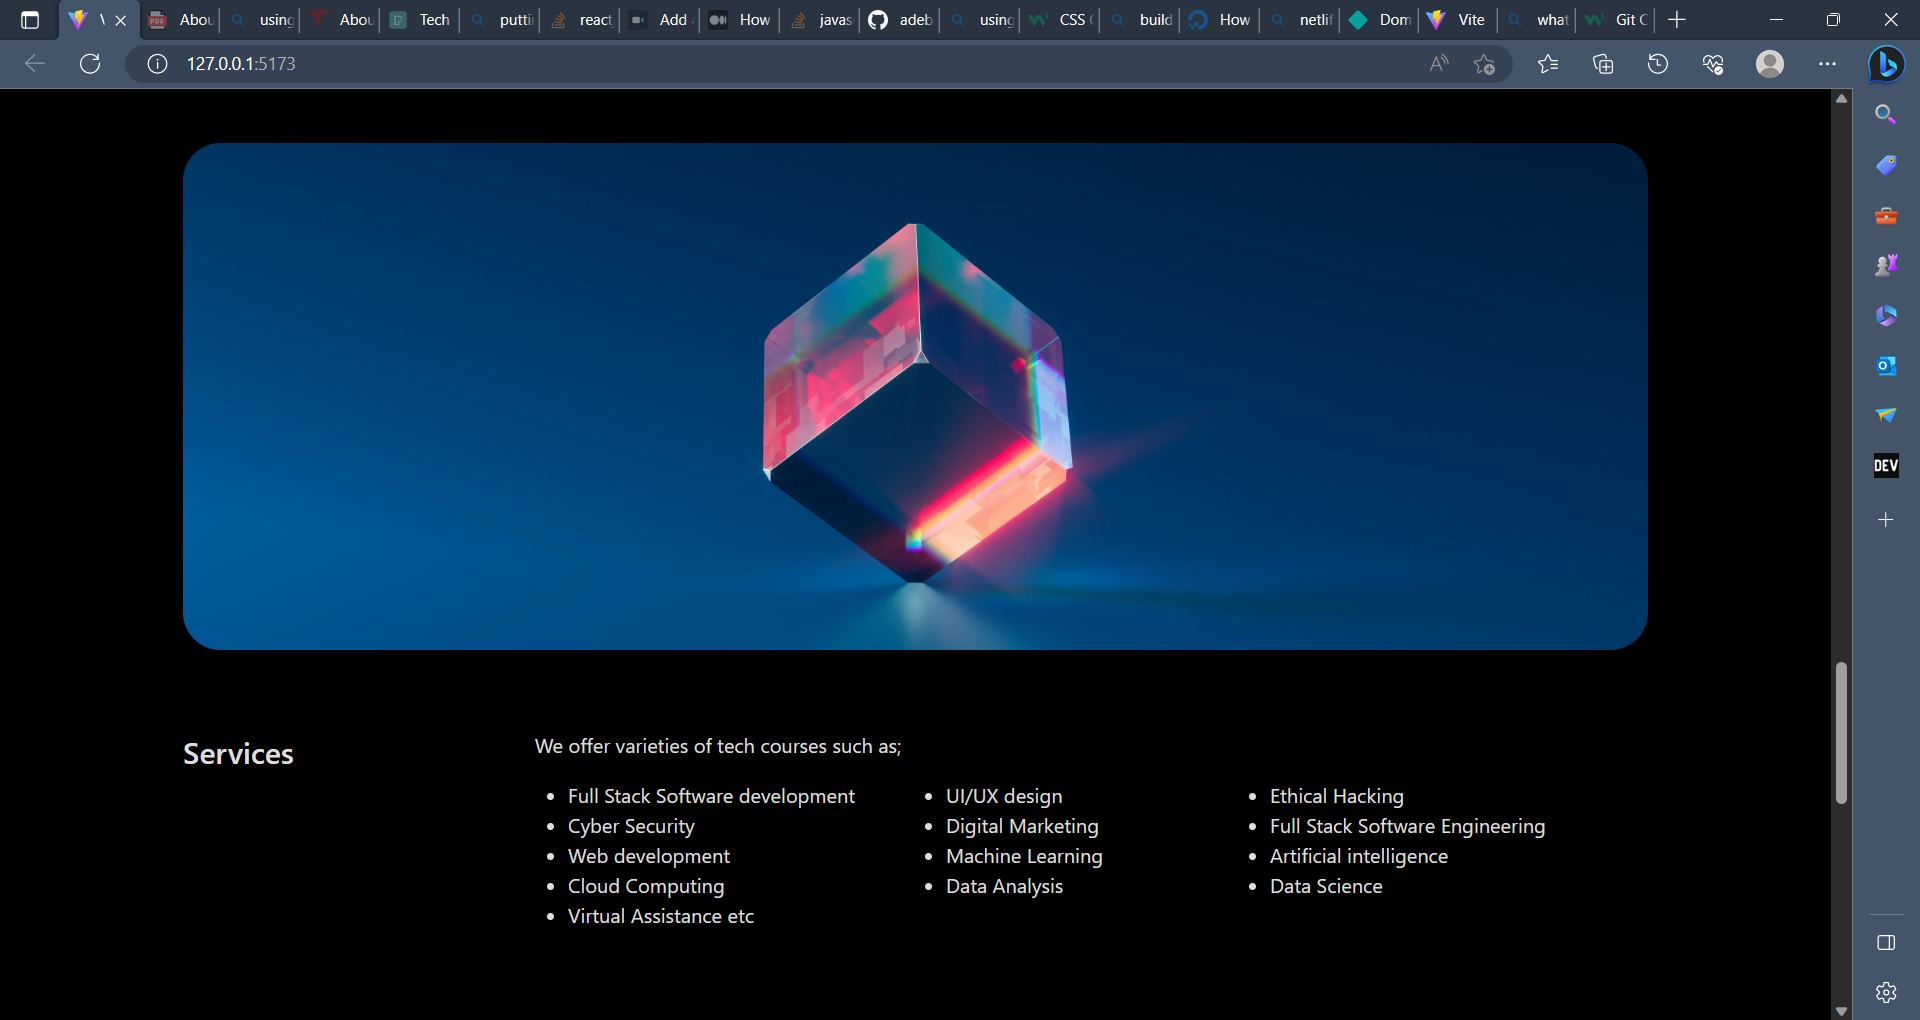 Abou
using
Abou
Tech
putti
react
Add
How
javas
adeb
using
CSS
build
How
netlif
Dom
Vite
what
Git C
127.0.0.1:5173
DEV
Services
We offer varieties of tech courses such as;
Full Stack Software development
Cyber Security
Web development
Cloud Computing
Virtual Assistance etc
UI/UX design
Digital Marketing
Machine Learning
Data Analysis
Ethical Hacking
Full Stack Software Engineering
Artificial intelligence
Data Science